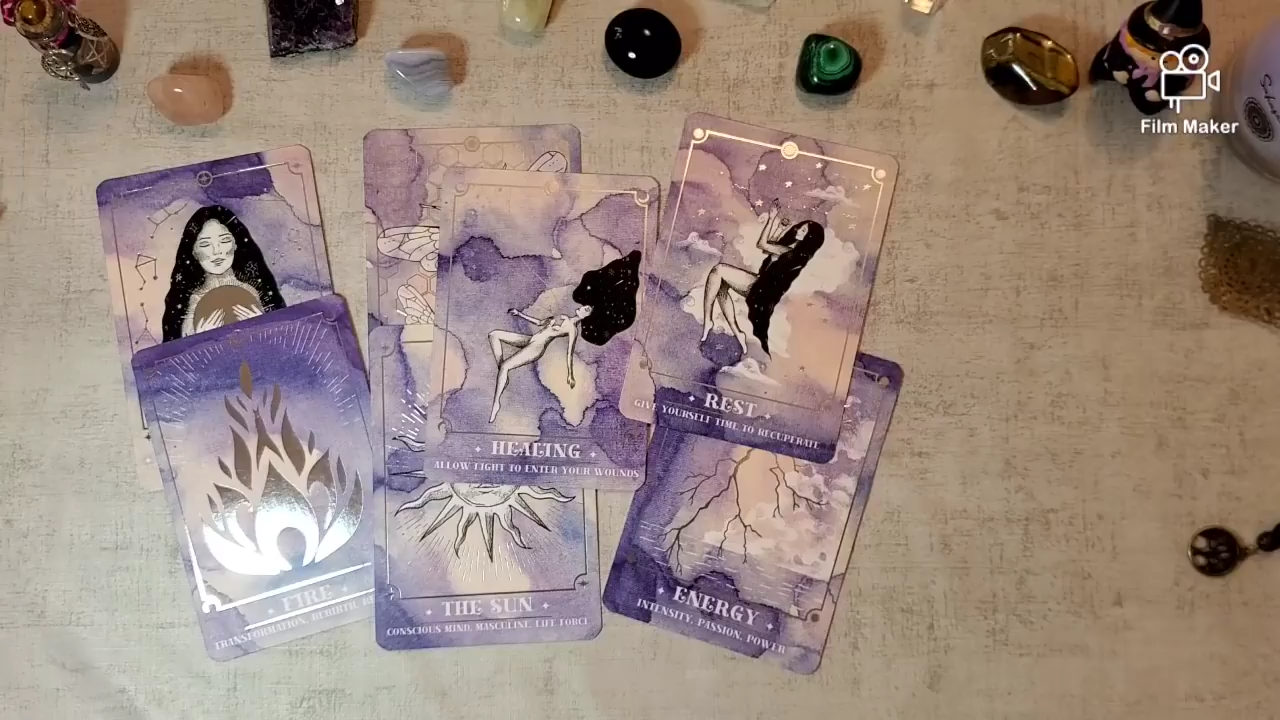 Film Maker
REST
GIVE YOURSELF TIME TO RECUPERATE
HEALING
ALLOW LIGHT TO ENTER YOUR WOUNDS
FIRE
TRANSFORMATION, REBIRTH,
THE SUN
CONSCIOUS MIND, MASCULINE LIFE FORCE
ENERGY
INTENSITY, PASSION, POWER